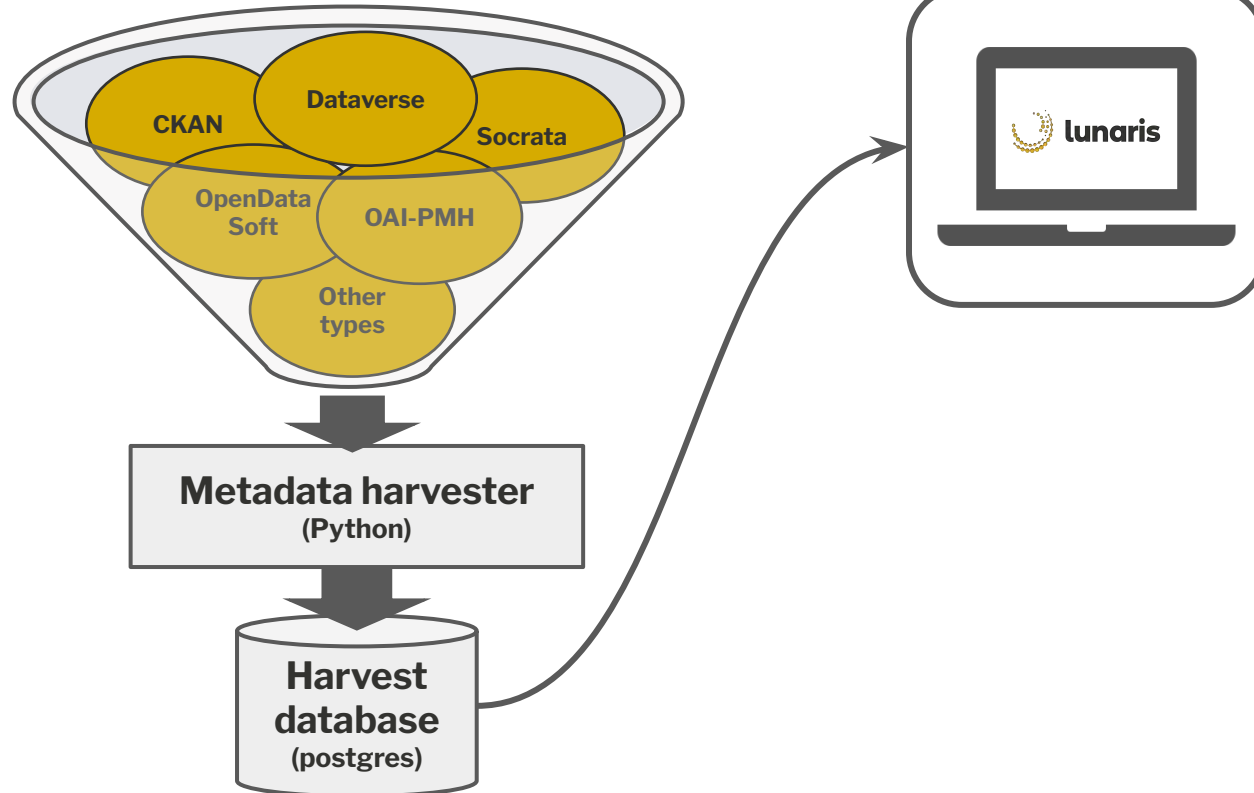 Dataverse
CKAN
Socrata
OpenData
Soft
OAI-PMH
Other
types
lunaris
Metadata harvester
(Python)
Harvest
database
(postgres)